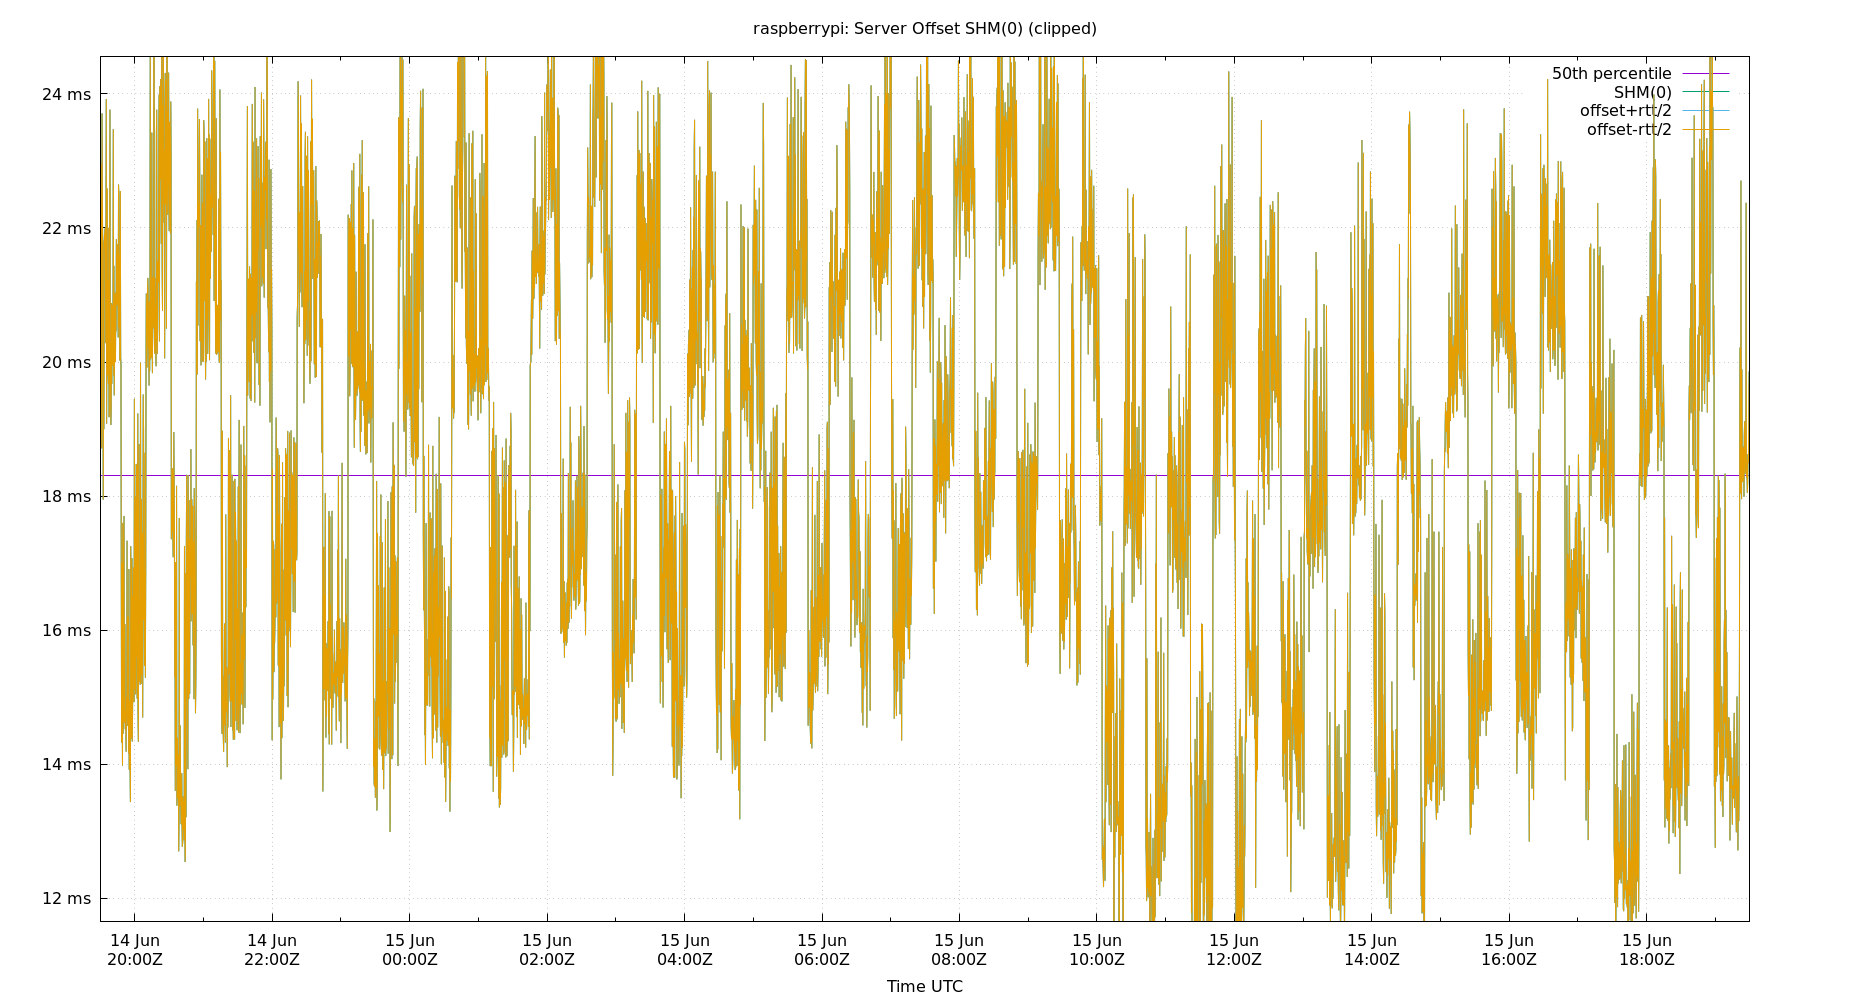 raspberrypi: Server Offset SHM(0) (clipped)
50th percentile
SHM(0)
offset+rtt/2
offset-rtt/2
24 ms
22 ms
20 ms
18 ms
16 ms
14 ms
12 ms
14 Jun 14 Jun 15 Jun 15 Jun 15 Jun 15 Jun 15 Jun 15 Jun 15 Jun 15 Jun 15 Jun 15 Jun
20:00Z 22:00Z 00:00Z 02:00Z 04:00Z 06:00Z 08:00Z 10:00Z 12:00Z 14:00Z 16:00Z 18:00Z
Time UTC